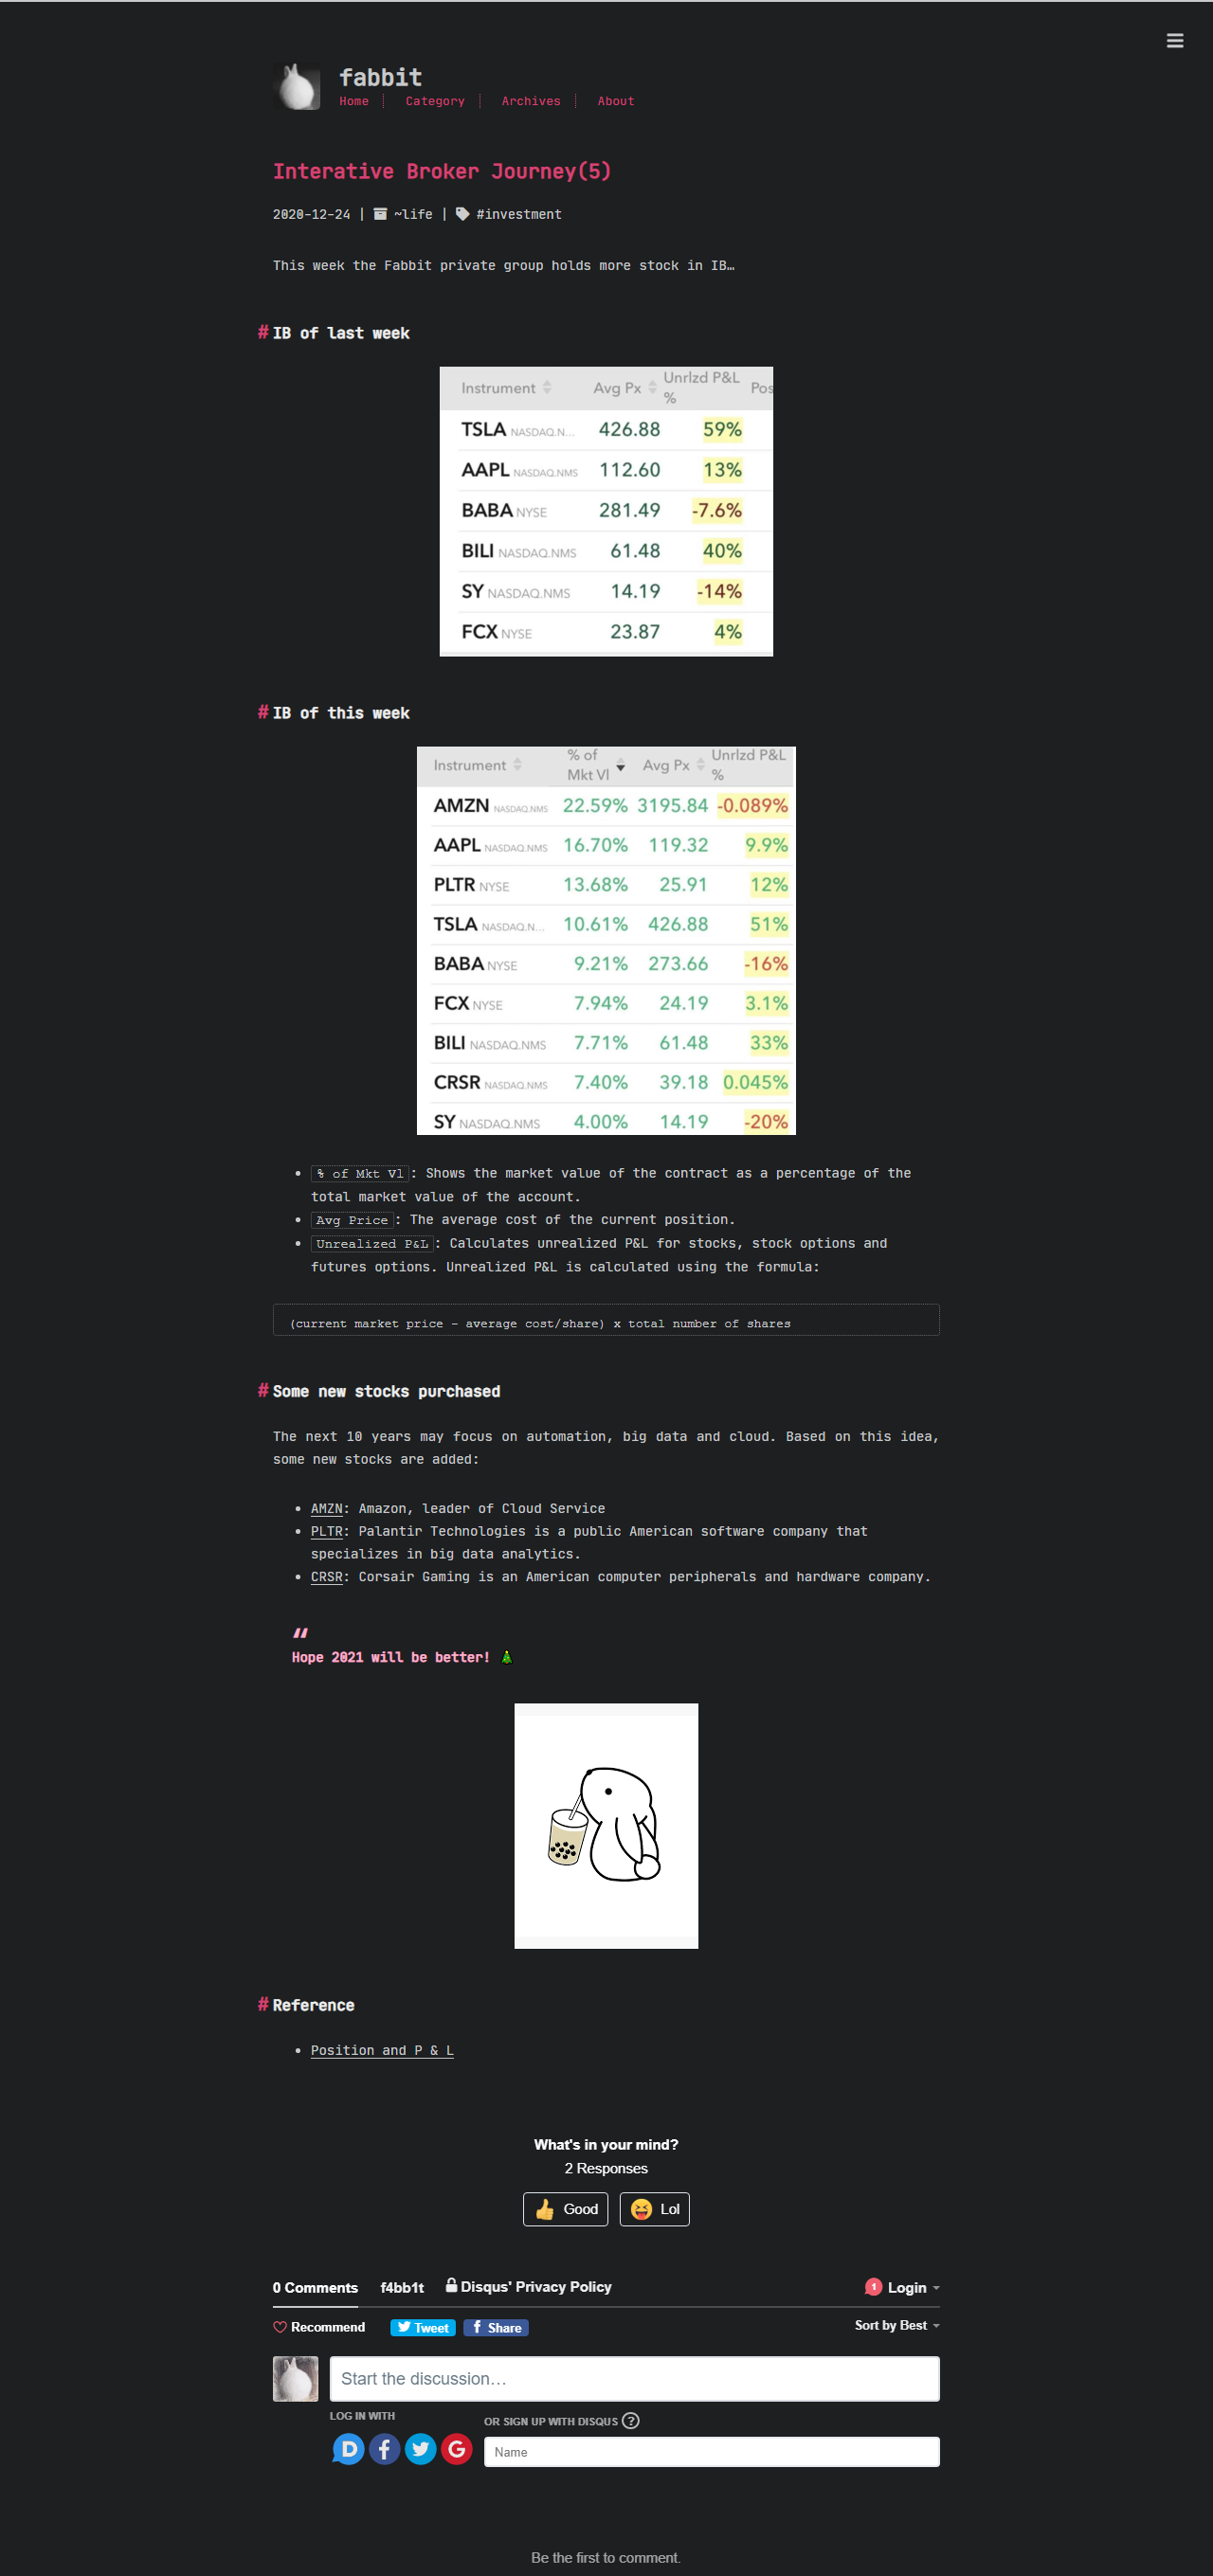 fabbit
Home Category Archives About
Interative Broker Journey(5)
2020-12-24 | ~life | #investment
This week the Fabbit private group holds more stock in IB…
# IB of last week
Instrument Avg Px Unrlzd P&L % Pos
TSLA NASDAQ.N... 426.88 59%
AAPL NASDAQ.NMS 112.60 13%
BABA NYSE 281.49 -7.6%
BILI NASDAQ.NMS 61.48 40%
SY NASDAQ.NMS 14.19 -14%
FCX NYSE 23.87 4%
# IB of this week
Instrument % of Mkt Vl Avg Px Unrlzd P&L %
AMZN NASDAQ.NMS 22.59% 3195.84 -0.089%
AAPL NASDAQ.NMS 16.70% 119.32 9.9%
PLTR NYSE 13.68% 25.91 12%
TSLA NASDAQ.N... 10.61% 426.88 51%
BABA NYSE 9.21% 273.66 -16%
FCX NYSE 7.94% 24.19 3.1%
BILI NASDAQ.NMS 7.71% 61.48 33%
CRSR NASDAQ.NMS 7.40% 39.18 0.045%
SY NASDAQ.NMS 4.00% 14.19 -20%
• % of Mkt Vl: Shows the market value of the contract as a percentage of the
total market value of the account.
• Avg Price: The average cost of the current position.
• Unrealized P&L: Calculates unrealized P&L for stocks, stock options and
futures options. Unrealized P&L is calculated using the formula:
(current market price - average cost/share) x total number of shares
# Some new stocks purchased
The next 10 years may focus on automation, big data and cloud. Based on this idea,
some new stocks are added:
• AMZN: Amazon, leader of Cloud Service
• PLTR: Palantir Technologies is a public American software company that
specializes in big data analytics.
• CRSR: Corsair Gaming is an American computer peripherals and hardware company.
“
Hope 2021 will be better! 🎄
# Reference
• Position and P & L
What's in your mind?
2 Responses
Good Lol
0 Comments f4bb1t Disqus' Privacy Policy 1 Login
Recommend Tweet Share Sort by Best
Start the discussion…
LOG IN WITH
OR SIGN UP WITH DISQUS ?
D f G
Name
Be the first to comment.